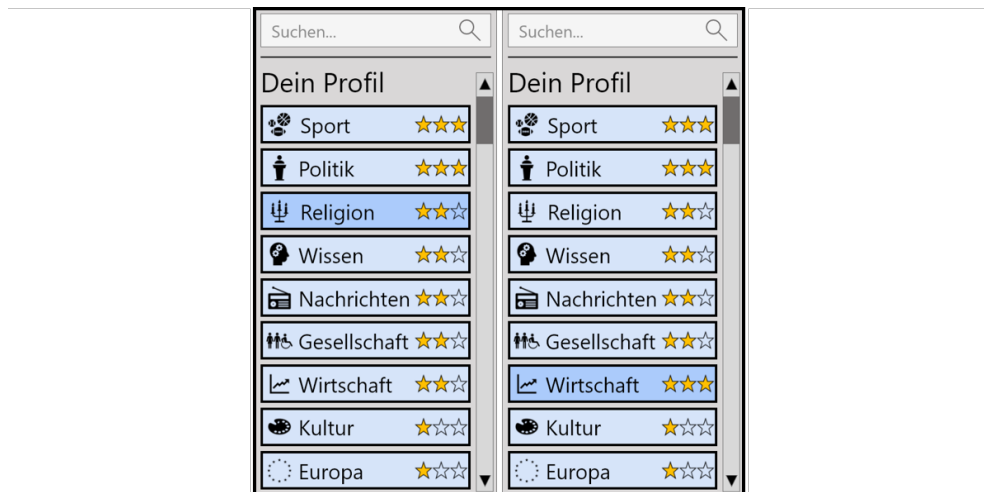 Suchen...
Dein Profil
Sport
Politik
Religion
Wissen
Nachrichten
Gesellschaft
Wirtschaft
Kultur
Europa
Suchen...
Dein Profil
Sport
Politik
Religion
Wissen
Nachrichten
Gesellschaft
Wirtschaft
Kultur
Europa